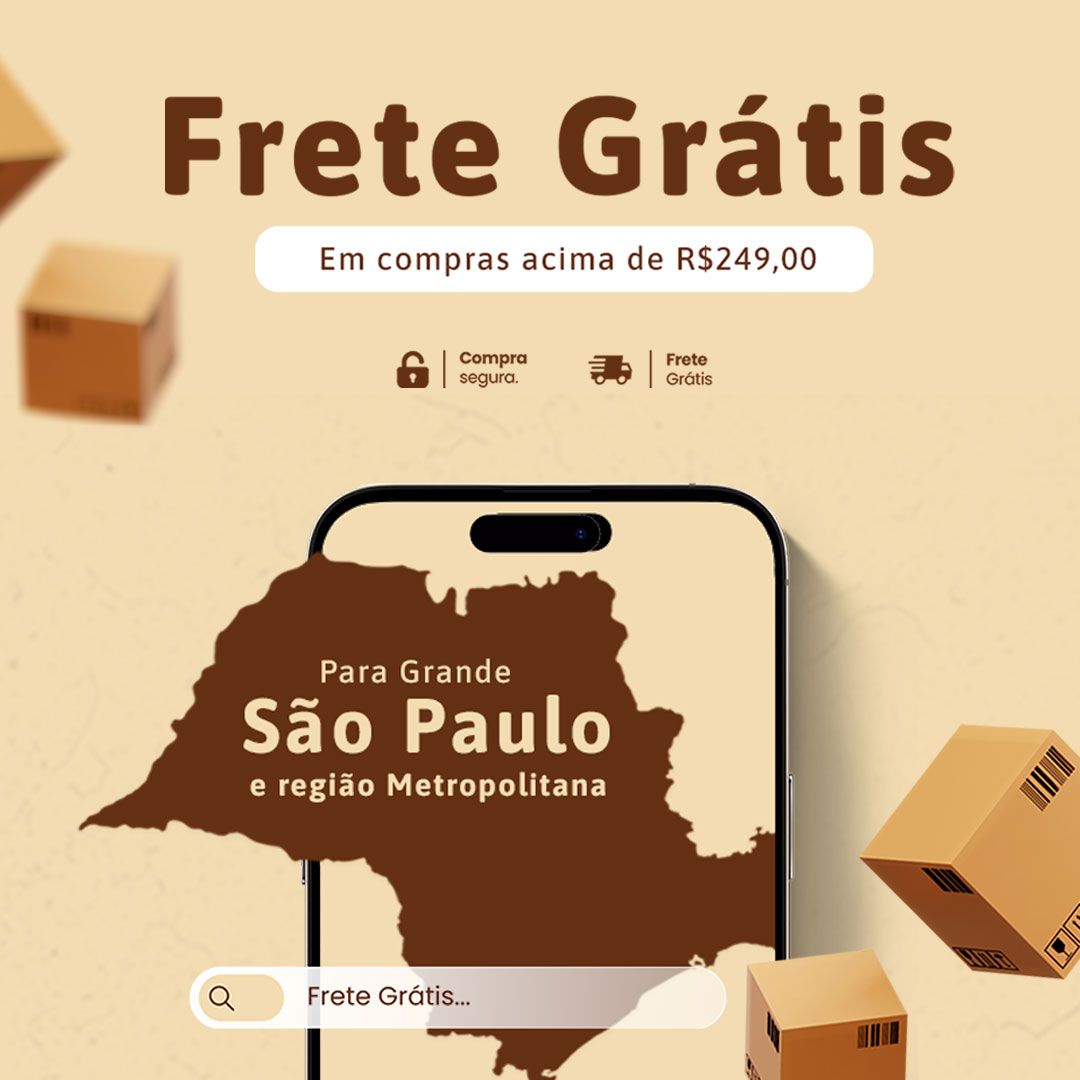 Frete Grátis
Em compras acima de R$249,00
Compra
segura.
Frete
Grátis
Para Grande
São Paulo
e região Metropolitana
Frete Grátis...